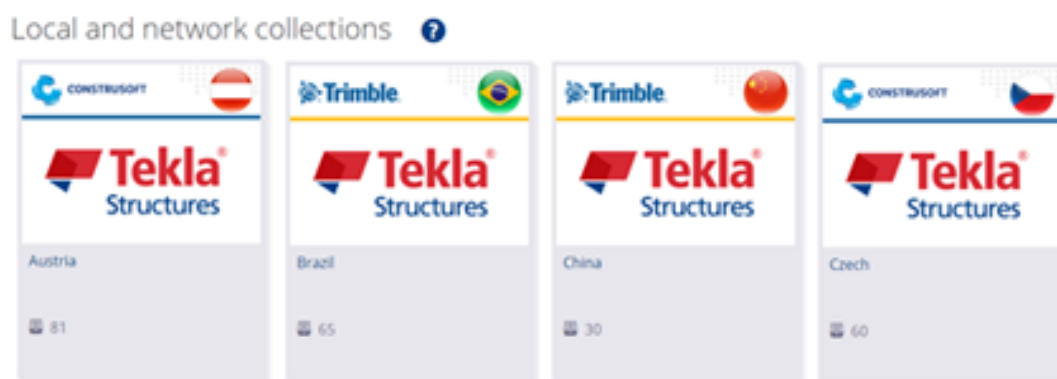 Local and network collections ?
CONSTRUSOFT
Tekla®
Structures
Austria
81
Trimble.
Tekla®
Structures
Brazil
65
Trimble.
Tekla®
Structures
China
30
CONSTRUSOFT
Tekla®
Structures
Czech
60